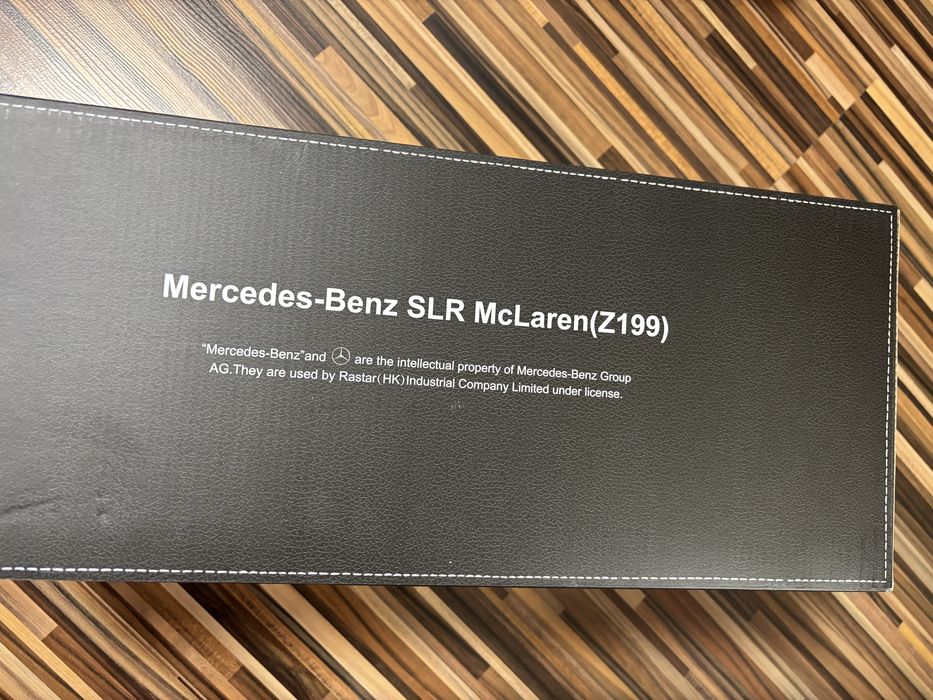 Mercedes-Benz SLR McLaren(Z199)
“Mercedes-Benz”and are the intellectual property of Mercedes-Benz Group
AG.They are used by Rastar(HK)Industrial Company Limited under license.